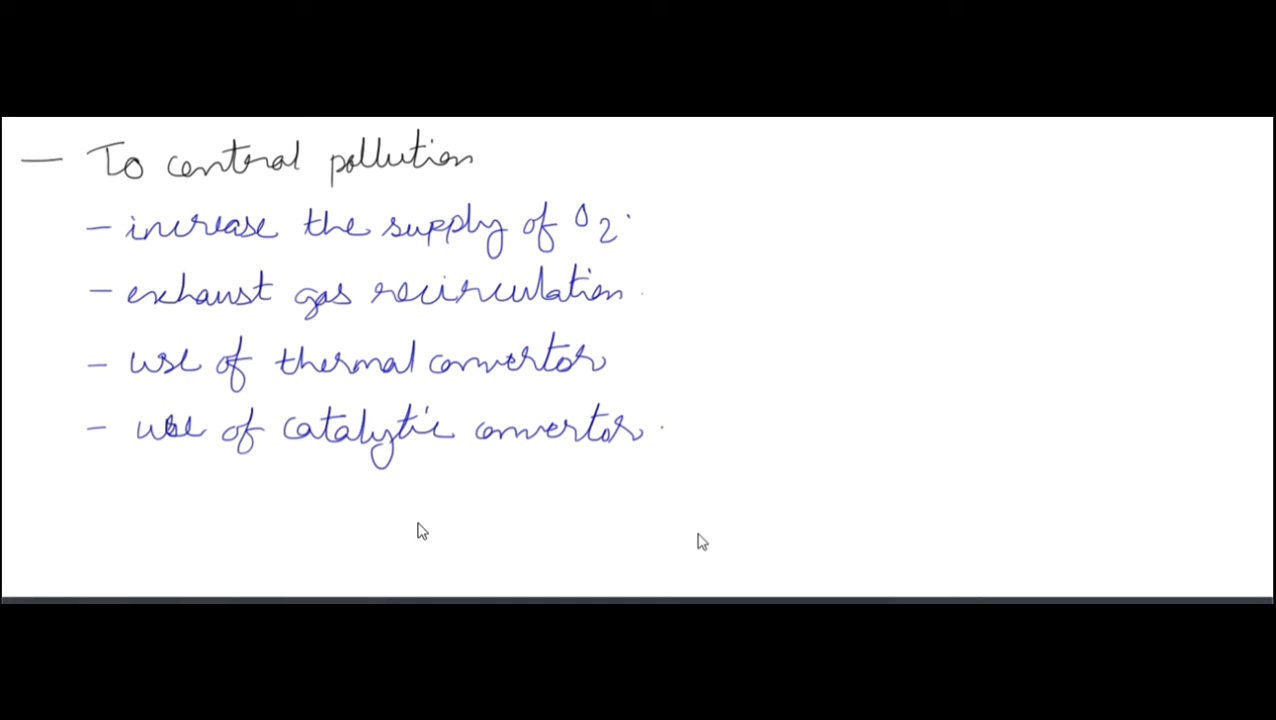 — To control pollution
- increase the supply of O2.
- exhaust gas recirculation.
- use of thermal convertor
- use of catalytic convertor.